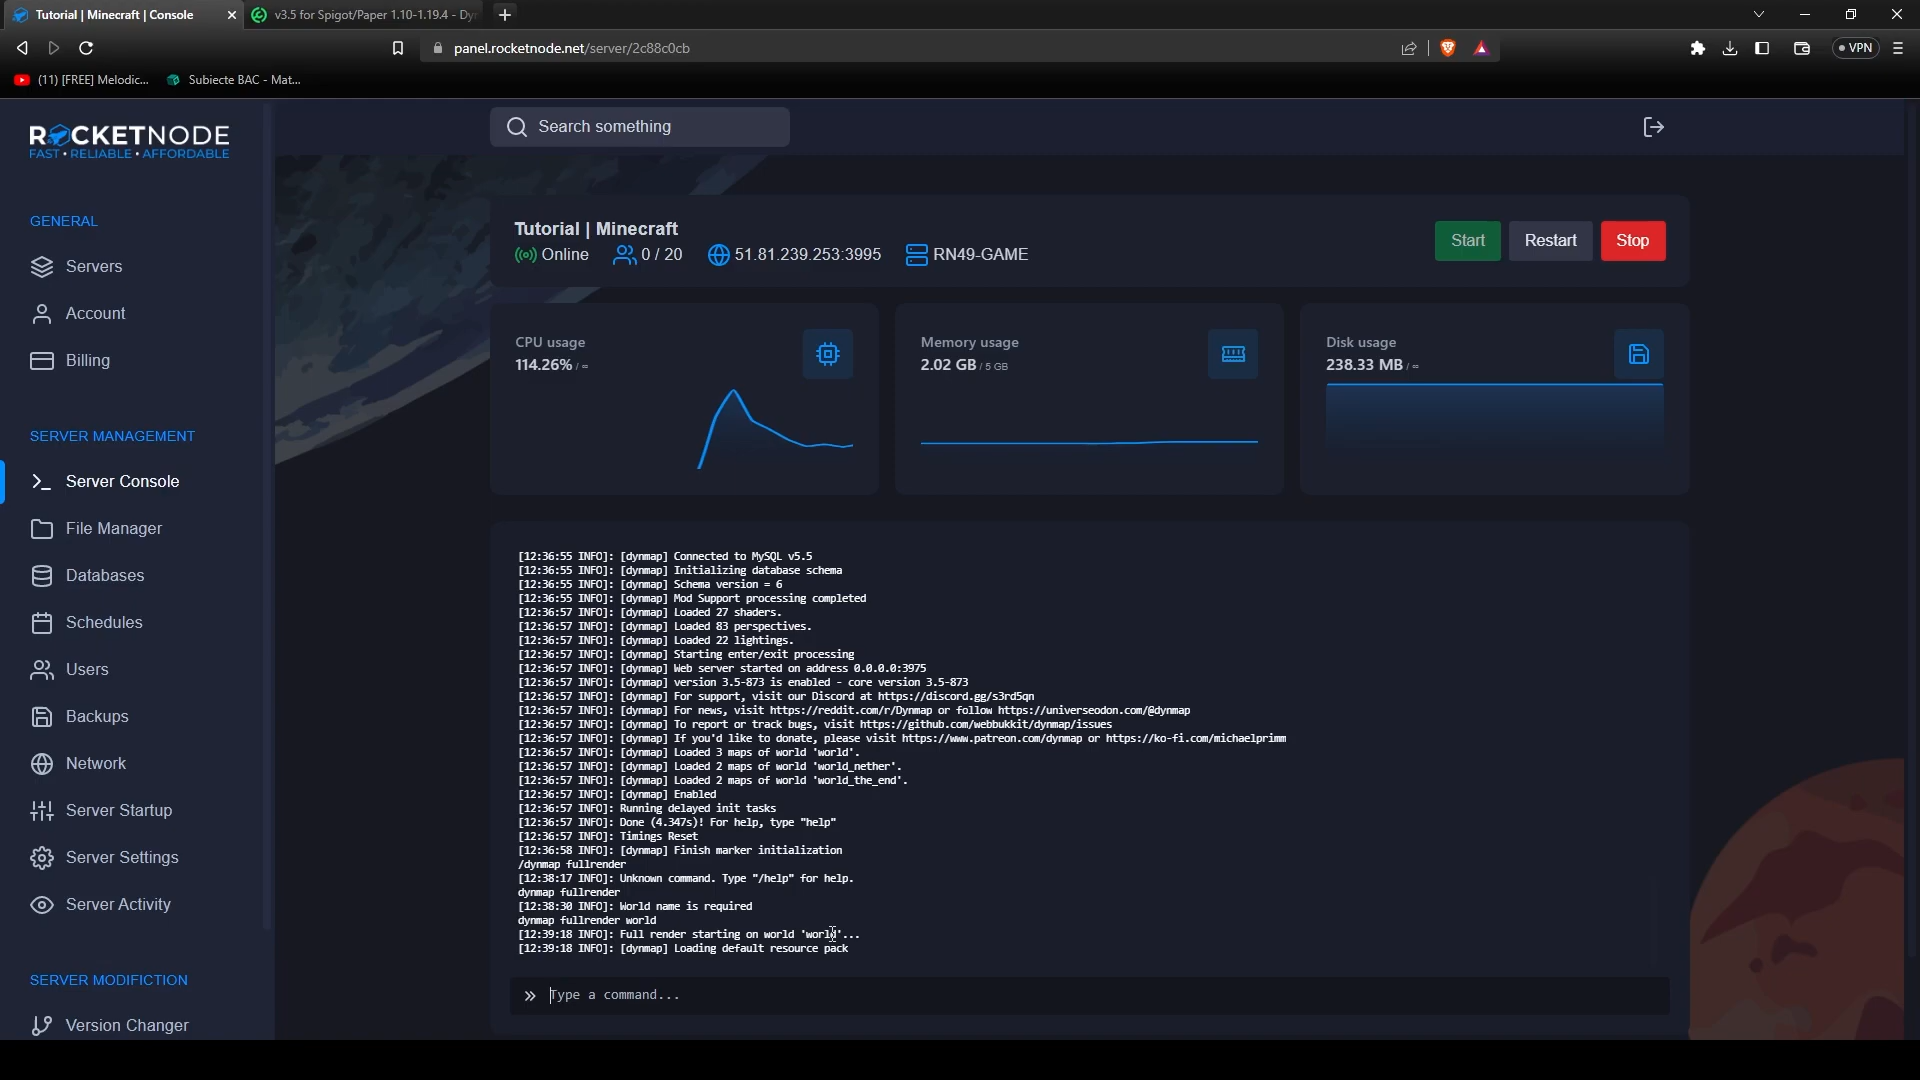 Tutorial | Minecraft | Console
v3.5 for Spigot/Paper 1.10-1.19.4 - Dy
panel.rocketnode.net/server/2c88c0cb
VPN
(11) [FREE] Melodic...
Subiecte BAC - Mat...
ROCKETNODE
FAST • RELIABLE • AFFORDABLE
Search something
GENERAL
Servers
Account
Billing
SERVER MANAGEMENT
Server Console
File Manager
Databases
Schedules
Users
Backups
Network
Server Startup
Server Settings
Server Activity
SERVER MODIFICTION
Version Changer
Tutorial | Minecraft
Online 0 / 20 51.81.239.253:3995 RN49-GAME
Start Restart Stop
CPU usage
114.26% / ∞
Memory usage
2.02 GB / 5 GB
Disk usage
238.33 MB / ∞
[12:36:55 INFO]: [dynmap] Connected to MySQL v5.5
[12:36:55 INFO]: [dynmap] Initializing database schema
[12:36:55 INFO]: [dynmap] Schema version = 6
[12:36:55 INFO]: [dynmap] Mod Support processing completed
[12:36:57 INFO]: [dynmap] Loaded 27 shaders.
[12:36:57 INFO]: [dynmap] Loaded 83 perspectives.
[12:36:57 INFO]: [dynmap] Loaded 22 lightings.
[12:36:57 INFO]: [dynmap] Starting enter/exit processing
[12:36:57 INFO]: [dynmap] Web server started on address 0.0.0.0:3975
[12:36:57 INFO]: [dynmap] version 3.5-873 is enabled - core version 3.5-873
[12:36:57 INFO]: [dynmap] For support, visit our Discord at https://discord.gg/s3rd5qn
[12:36:57 INFO]: [dynmap] For news, visit https://reddit.com/r/Dynmap or follow https://universeodon.com/@dynmap
[12:36:57 INFO]: [dynmap] To report or track bugs, visit https://github.com/webbukkit/dynmap/issues
[12:36:57 INFO]: [dynmap] If you'd like to donate, please visit https://www.patreon.com/dynmap or https://ko-fi.com/michaelprimm
[12:36:57 INFO]: [dynmap] Loaded 3 maps of world 'world'.
[12:36:57 INFO]: [dynmap] Loaded 2 maps of world 'world_nether'.
[12:36:57 INFO]: [dynmap] Loaded 2 maps of world 'world_the_end'.
[12:36:57 INFO]: [dynmap] Enabled
[12:36:57 INFO]: Running delayed init tasks
[12:36:57 INFO]: Done (4.347s)! For help, type "help"
[12:36:57 INFO]: Timings Reset
[12:36:58 INFO]: [dynmap] Finish marker initialization
/dynmap fullrender
[12:38:17 INFO]: Unknown command. Type "/help" for help.
dynmap fullrender
[12:38:30 INFO]: World name is required
dynmap fullrender world
[12:39:18 INFO]: Full render starting on world 'world'...
[12:39:18 INFO]: [dynmap] Loading default resource pack
Type a command...